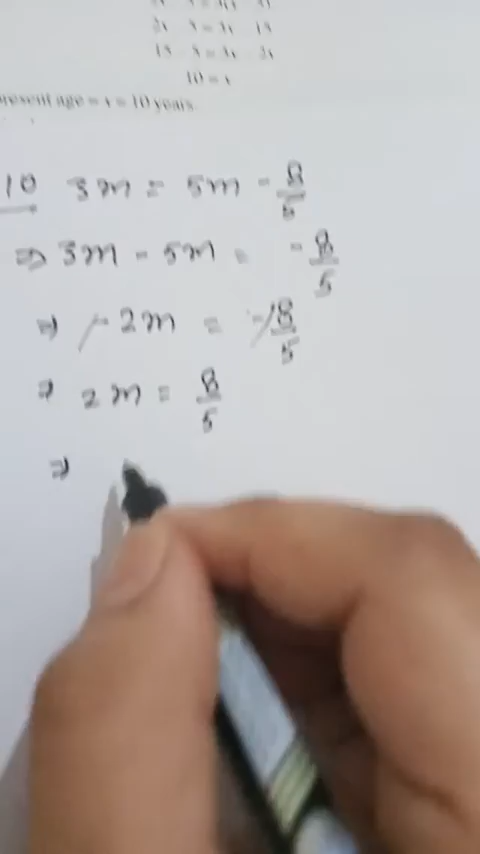 10 = x
present age = x = 10 years.
10 3m = 5m - 8/5
⇒ 3m - 5m = -8/5
⇒ -2m = -8/5
⇒ 2m = 8/5
⇒